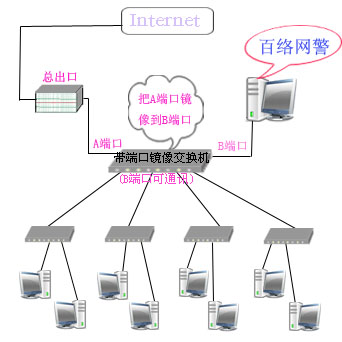 Internet
百络网警
总出口
把A端口镜
像到B端口
A端口
B端口
带端口镜像交换机
(B端口可通讯)